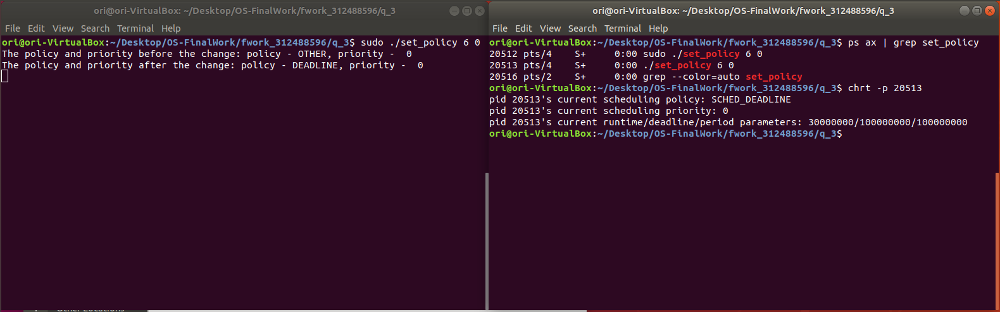 ori@ori-VirtualBox: ~/Desktop/OS-FinalWork/fwork_312488596/q_3
File Edit View Search Terminal Help
ori@ori-VirtualBox:~/Desktop/OS-FinalWork/fwork_312488596/q_3$ sudo ./set_policy 6 0
The policy and priority before the change: policy - OTHER, priority -  0
The policy and priority after the change: policy - DEADLINE, priority -  0
ori@ori-VirtualBox: ~/Desktop/OS-FinalWork/fwork_312488596/q_3
File Edit View Search Terminal Help
ori@ori-VirtualBox:~/Desktop/OS-FinalWork/fwork_312488596/q_3$ ps ax | grep set_policy
20512 pts/4    S+     0:00 sudo ./set_policy 6 0
20513 pts/4    S+     0:00 ./set_policy 6 0
20516 pts/2    S+     0:00 grep --color=auto set_policy
ori@ori-VirtualBox:~/Desktop/OS-FinalWork/fwork_312488596/q_3$ chrt -p 20513
pid 20513's current scheduling policy: SCHED_DEADLINE
pid 20513's current scheduling priority: 0
pid 20513's current runtime/deadline/period parameters: 30000000/100000000/100000000
ori@ori-VirtualBox:~/Desktop/OS-FinalWork/fwork_312488596/q_3$
Other Locations